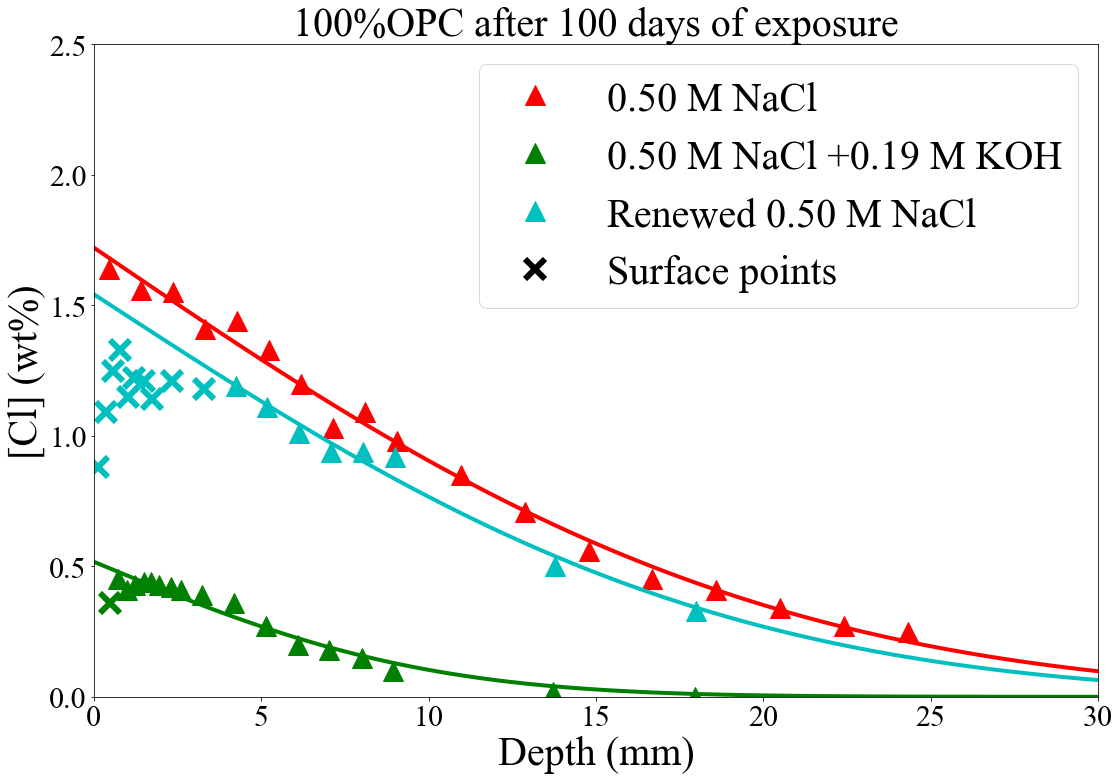 100%OPC after 100 days of exposure
2.5
2.0
1.5
1.0
0.5
0.0
[Cl] (wt%)
0.50 M NaCl
0.50 M NaCl +0.19 M KOH
Renewed 0.50 M NaCl
Surface points
0 5 10 15 20 25 30
Depth (mm)